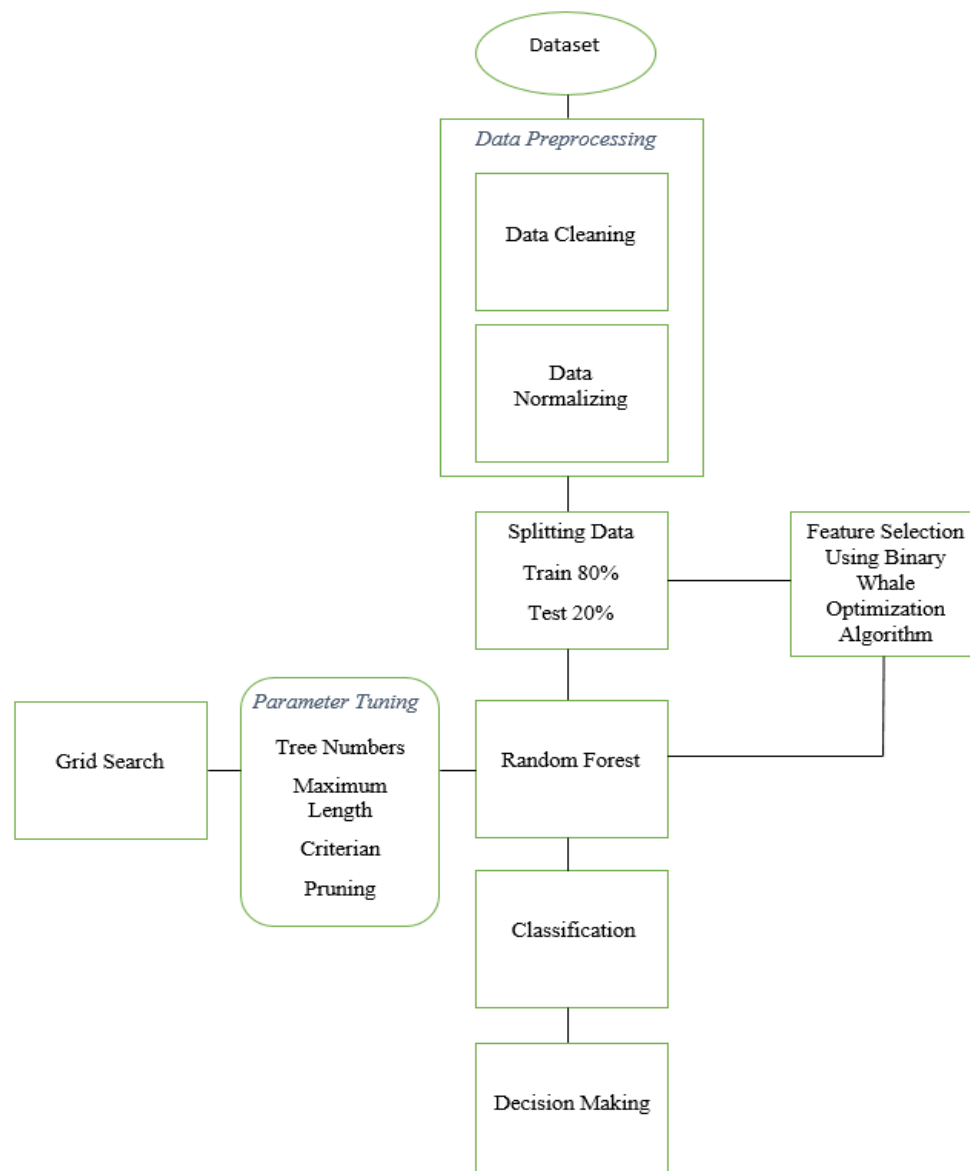 Dataset
Data Preprocessing
Data Cleaning
Data
Normalizing
Splitting Data
Train 80%
Test 20%
Feature Selection
Using Binary
Whale
Optimization
Algorithm
Grid Search
Parameter Tuning
Tree Numbers
Maximum
Length
Criterian
Pruning
Random Forest
Classification
Decision Making